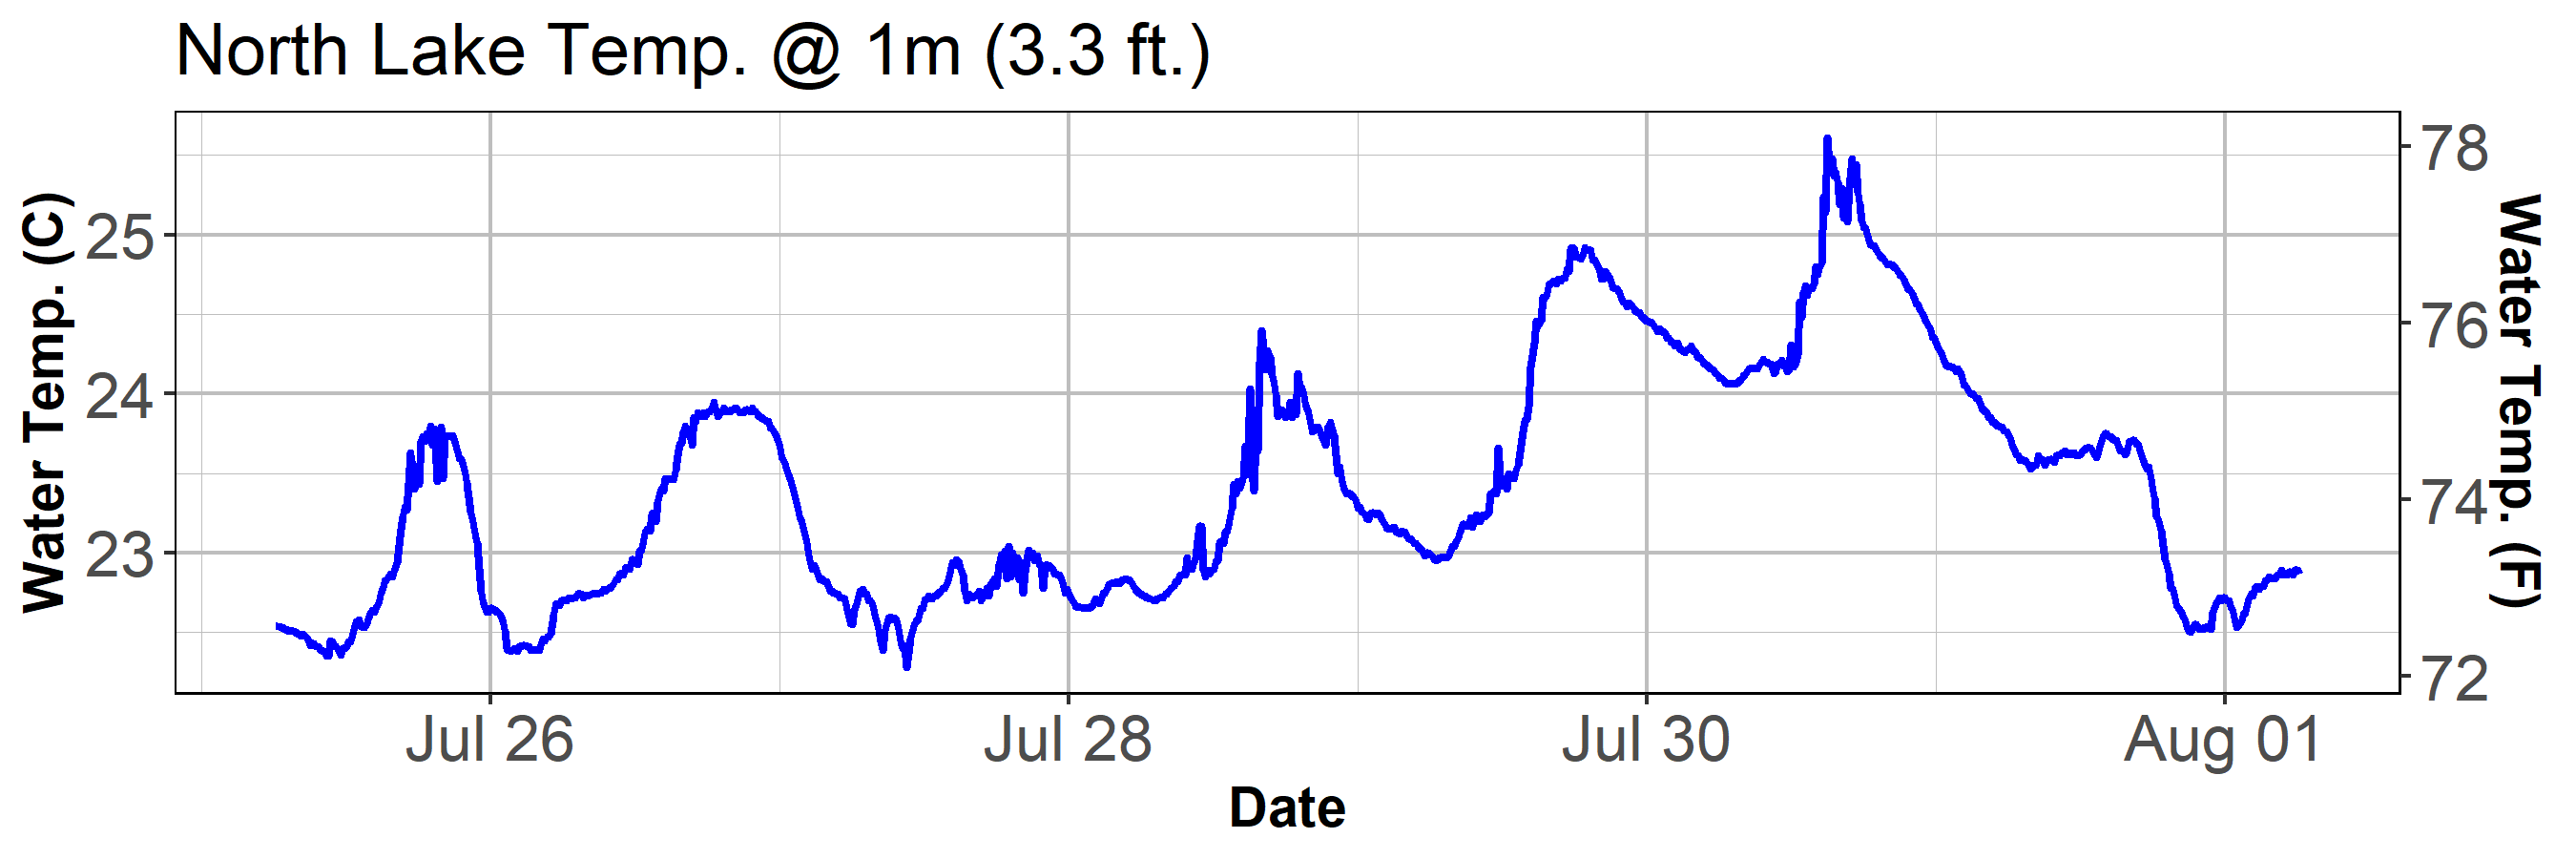 North Lake Temp. @ 1m (3.3 ft.)
Water Temp. (C)
25
24
23
78
76
74
72
Water Temp. (F)
Jul 26
Jul 28
Jul 30
Aug 01
Date